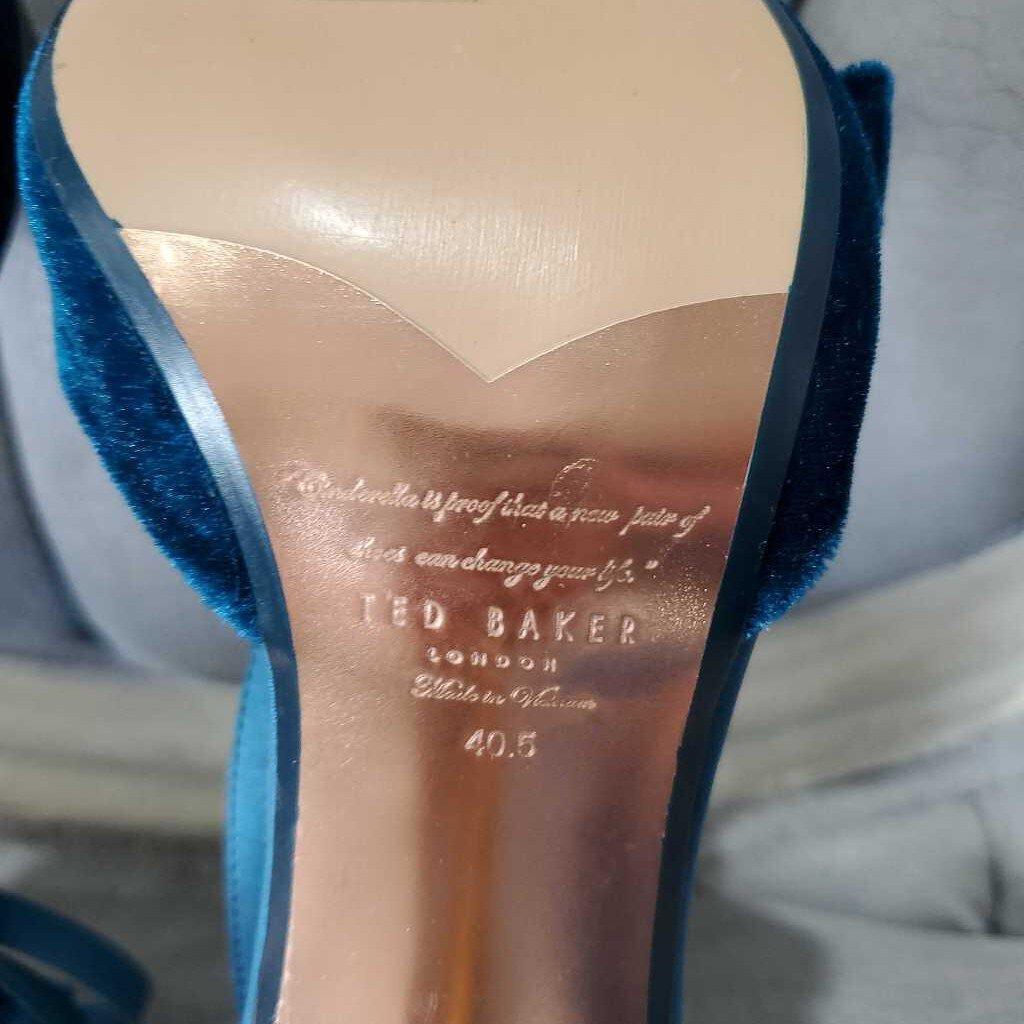 "Cinderella is proof that a new pair of
shoes can change your life."
TED BAKER
LONDON
Made in Vietnam
40.5